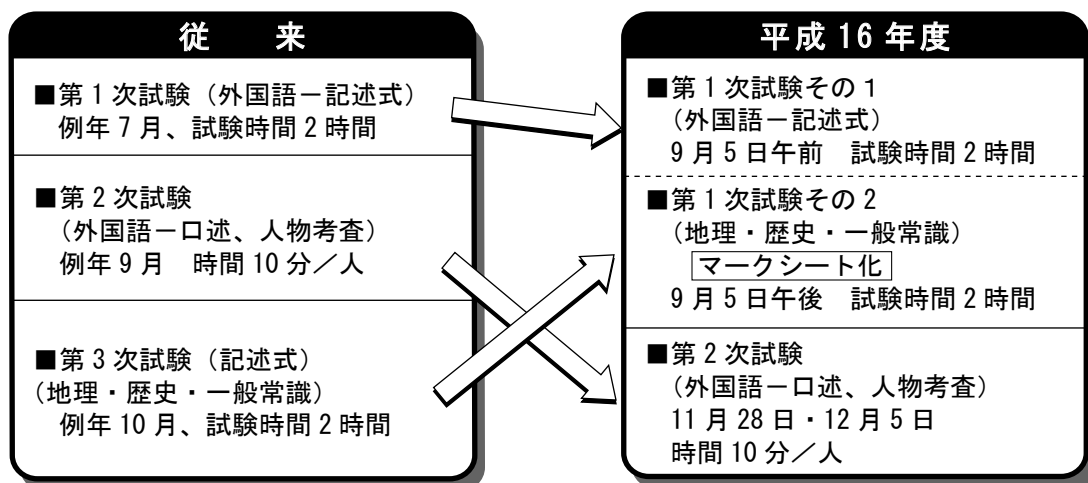 従　来
■第1次試験（外国語－記述式）
例年7月、試験時間2時間
■第2次試験
（外国語－口述、人物考査）
例年9月　時間10分／人
■第3次試験（記述式）
（地理・歴史・一般常識）
例年10月、試験時間2時間
平成16年度
■第1次試験その1
（外国語－記述式）
9月5日午前　試験時間2時間
■第1次試験その2
（地理・歴史・一般常識）
マークシート化
9月5日午後　試験時間2時間
■第2次試験
（外国語－口述、人物考査）
11月28日・12月5日
時間10分／人